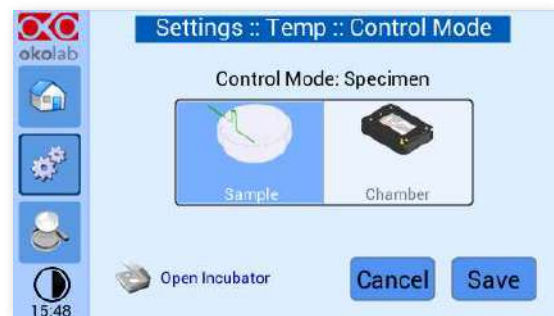 Settings :: Temp :: Control Mode
okolab
Control Mode: Specimen
Sample Chamber
Open Incubator Cancel Save
15:48